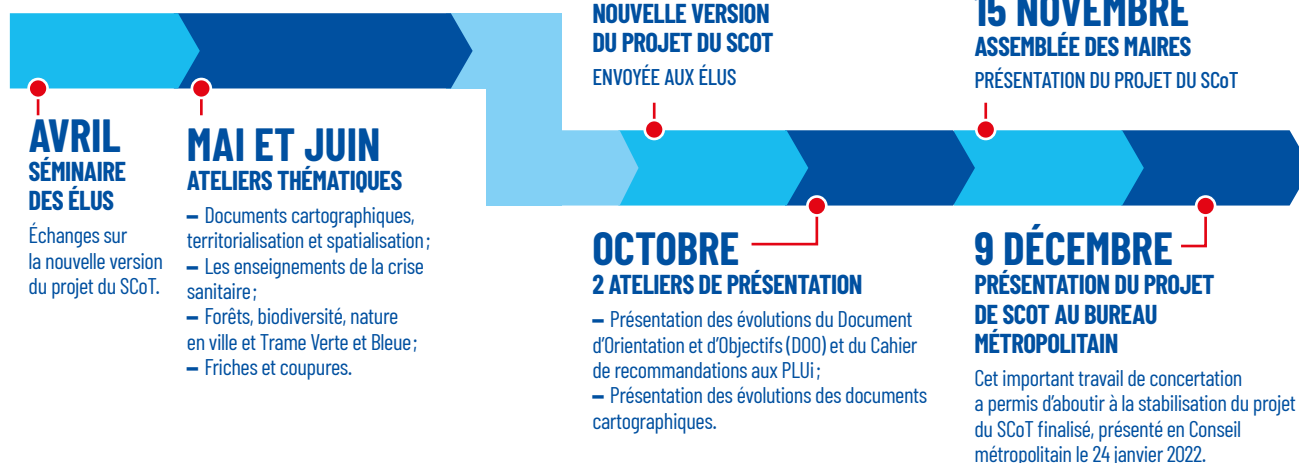 AVRIL
SÉMINAIRE
DES ÉLUS
Échanges sur
la nouvelle version
du projet du SCoT.
MAI ET JUIN
ATELIERS THÉMATIQUES
– Documents cartographiques,
territorialisation et spatialisation ;
– Les enseignements de la crise
sanitaire ;
– Forêts, biodiversité, nature
en ville et Trame Verte et Bleue ;
– Friches et coupures.
NOUVELLE VERSION
DU PROJET DU SCOT
ENVOYÉE AUX ÉLUS
OCTOBRE
2 ATELIERS DE PRÉSENTATION
– Présentation des évolutions du Document
d'Orientation et d'Objectifs (DOO) et du Cahier
de recommandations aux PLUi ;
– Présentation des évolutions des documents
cartographiques.
15 NOVEMBRE
ASSEMBLÉE DES MAIRES
PRÉSENTATION DU PROJET DU SCoT
9 DÉCEMBRE
PRÉSENTATION DU PROJET
DE SCOT AU BUREAU
MÉTROPOLITAIN
Cet important travail de concertation
a permis d'aboutir à la stabilisation du projet
du SCoT finalisé, présenté en Conseil
métropolitain le 24 janvier 2022.